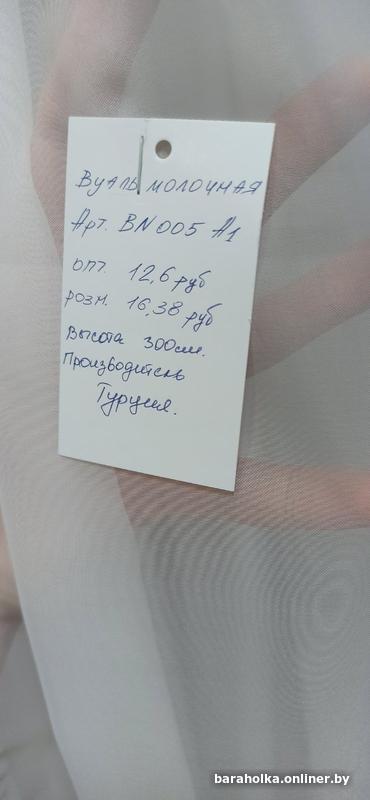 Вуаль молочная
Арт. BN005 A1
опт. 12,6 руб
розн. 16,38 руб
Высота 300см.
Производитель
Турция.
baraholka.onliner.by